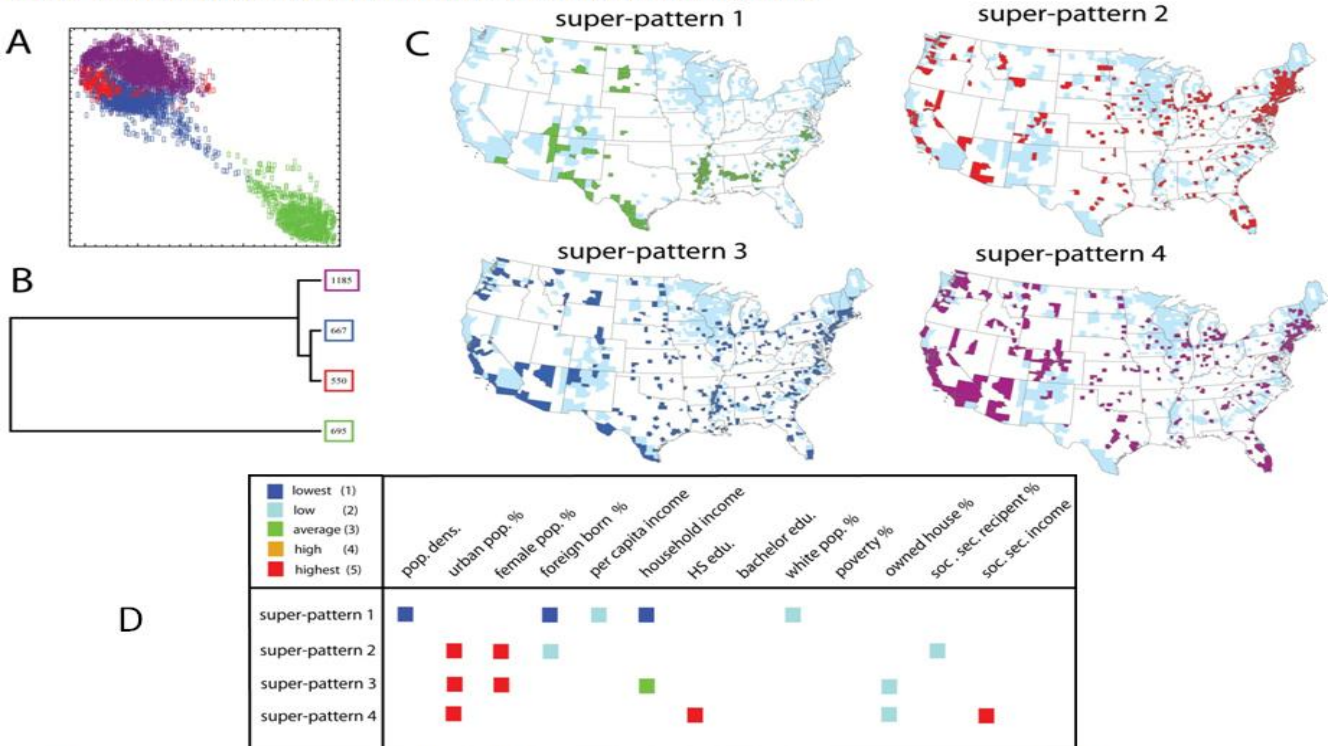 A
B
1185
667
550
695
C
super-pattern 1
super-pattern 2
super-pattern 3
super-pattern 4
D
lowest (1)
low (2)
average (3)
high (4)
highest (5)
pop. dens.
urban pop. %
female pop. %
foreign born %
per capita income
household income
HS edu.
bachelor edu.
white pop. %
poverty %
owned house %
soc. sec. recipent %
soc. sec. income
super-pattern 1
super-pattern 2
super-pattern 3
super-pattern 4